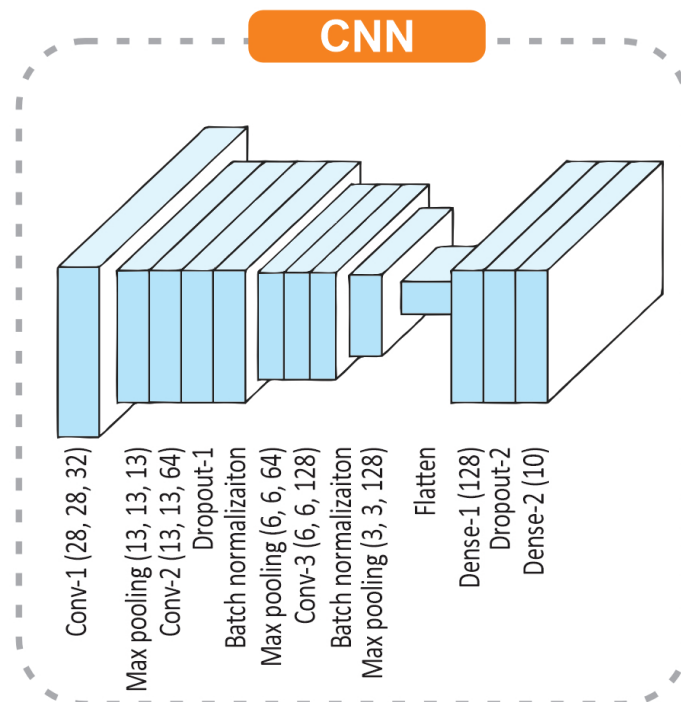 CNN
Conv-1 (28, 28, 32)
Max pooling (13, 13, 13)
Conv-2 (13, 13, 64)
Dropout-1
Batch normalizaiton
Max pooling (6, 6, 64)
Conv-3 (6, 6, 128)
Batch normalizaiton
Max pooling (3, 3, 128)
Flatten
Dense-1 (128)
Dropout-2
Dense-2 (10)